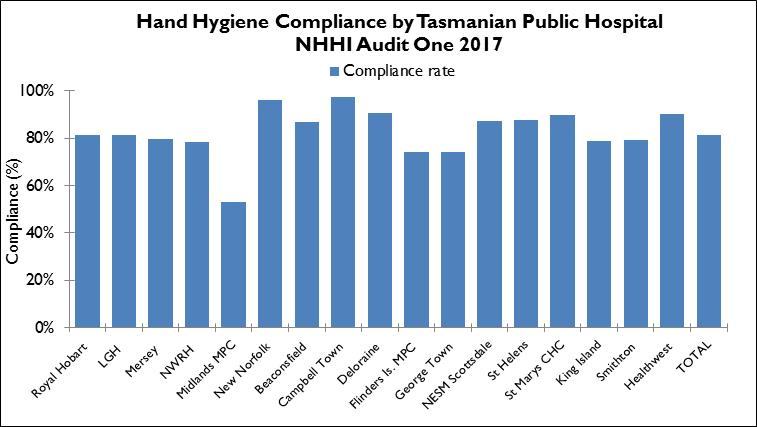 Hand Hygiene Compliance by Tasmanian Public Hospital
NHHI Audit One 2017
Compliance rate
Compliance (%)
100%
80%
60%
40%
20%
0%
Royal Hobart
LGH
Mersey
NWRH
Midlands MPC
New Norfolk
Beaconsfield
Campbell Town
Deloraine
Flinders Is. MPC
George Town
NESM Scottsdale
St Helens
St Marys CHC
King Island
Smithton
Healthwest
TOTAL